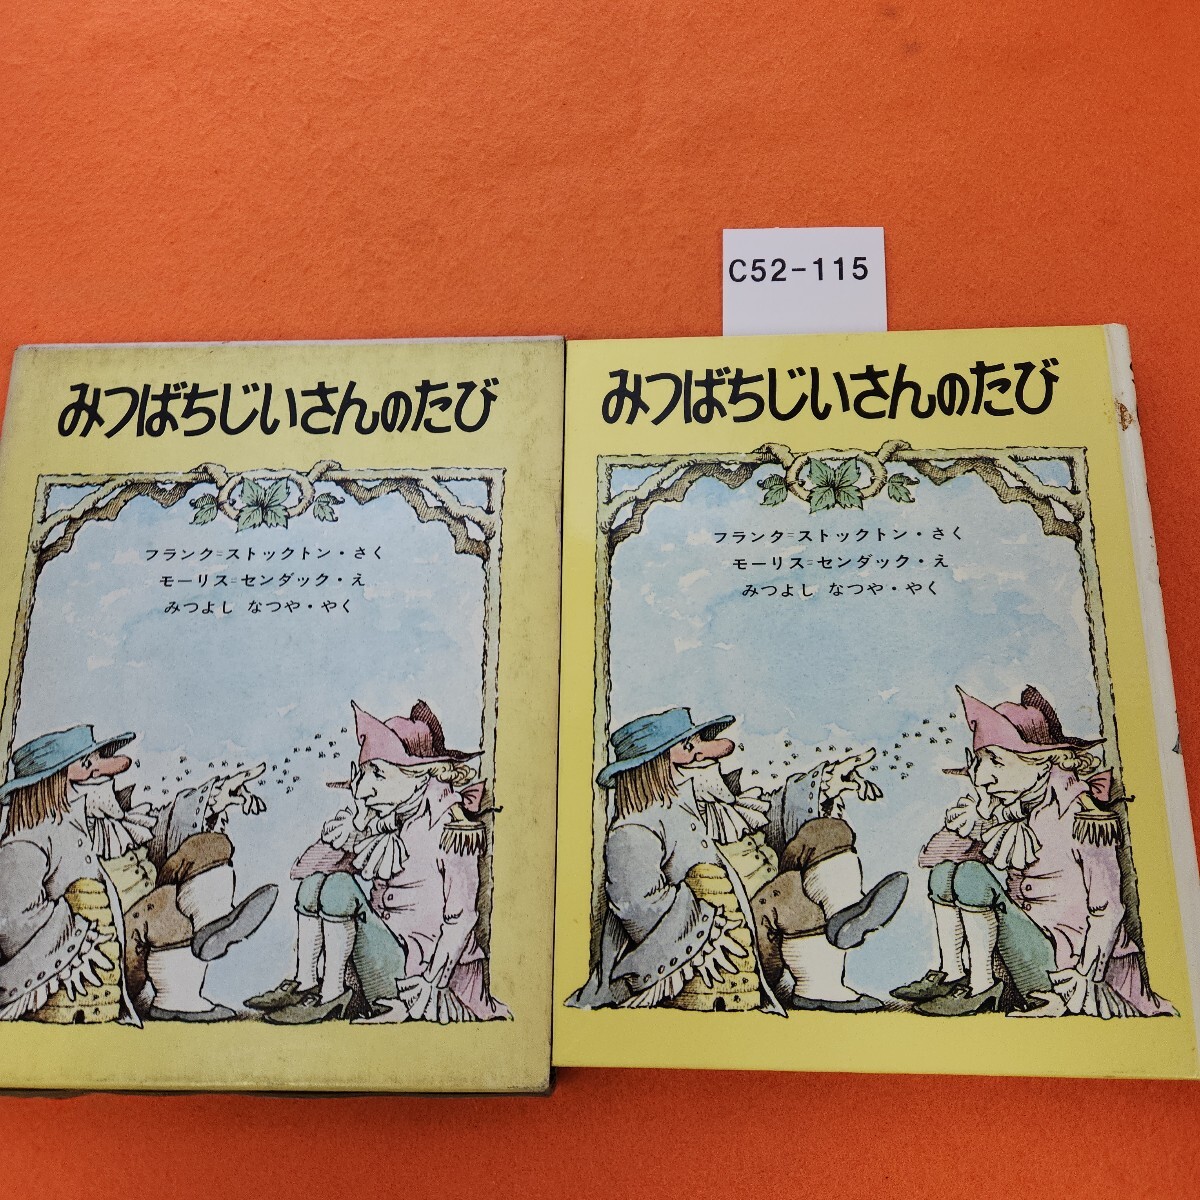 C52-115
みつばちじいさんのたび
フランク=ストックトン・さく
モーリス=センダック・え
みつよし なつや・やく
みつばちじいさんのたび
フランク=ストックトン・さく
モーリス=センダック・え
みつよし なつや・やく